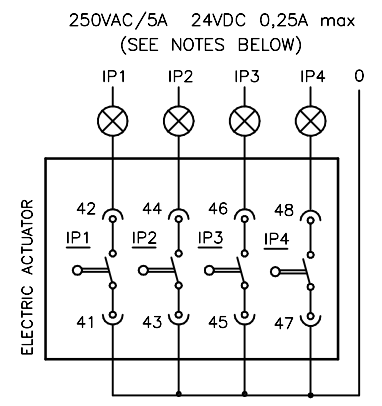 250VAC/5A 24VDC 0,25A max
(SEE NOTES BELOW)
IP1 IP2 IP3 IP4 0
42 44 46 48
IP1 IP2 IP3 IP4
41 43 45 47
ELECTRIC ACTUATOR